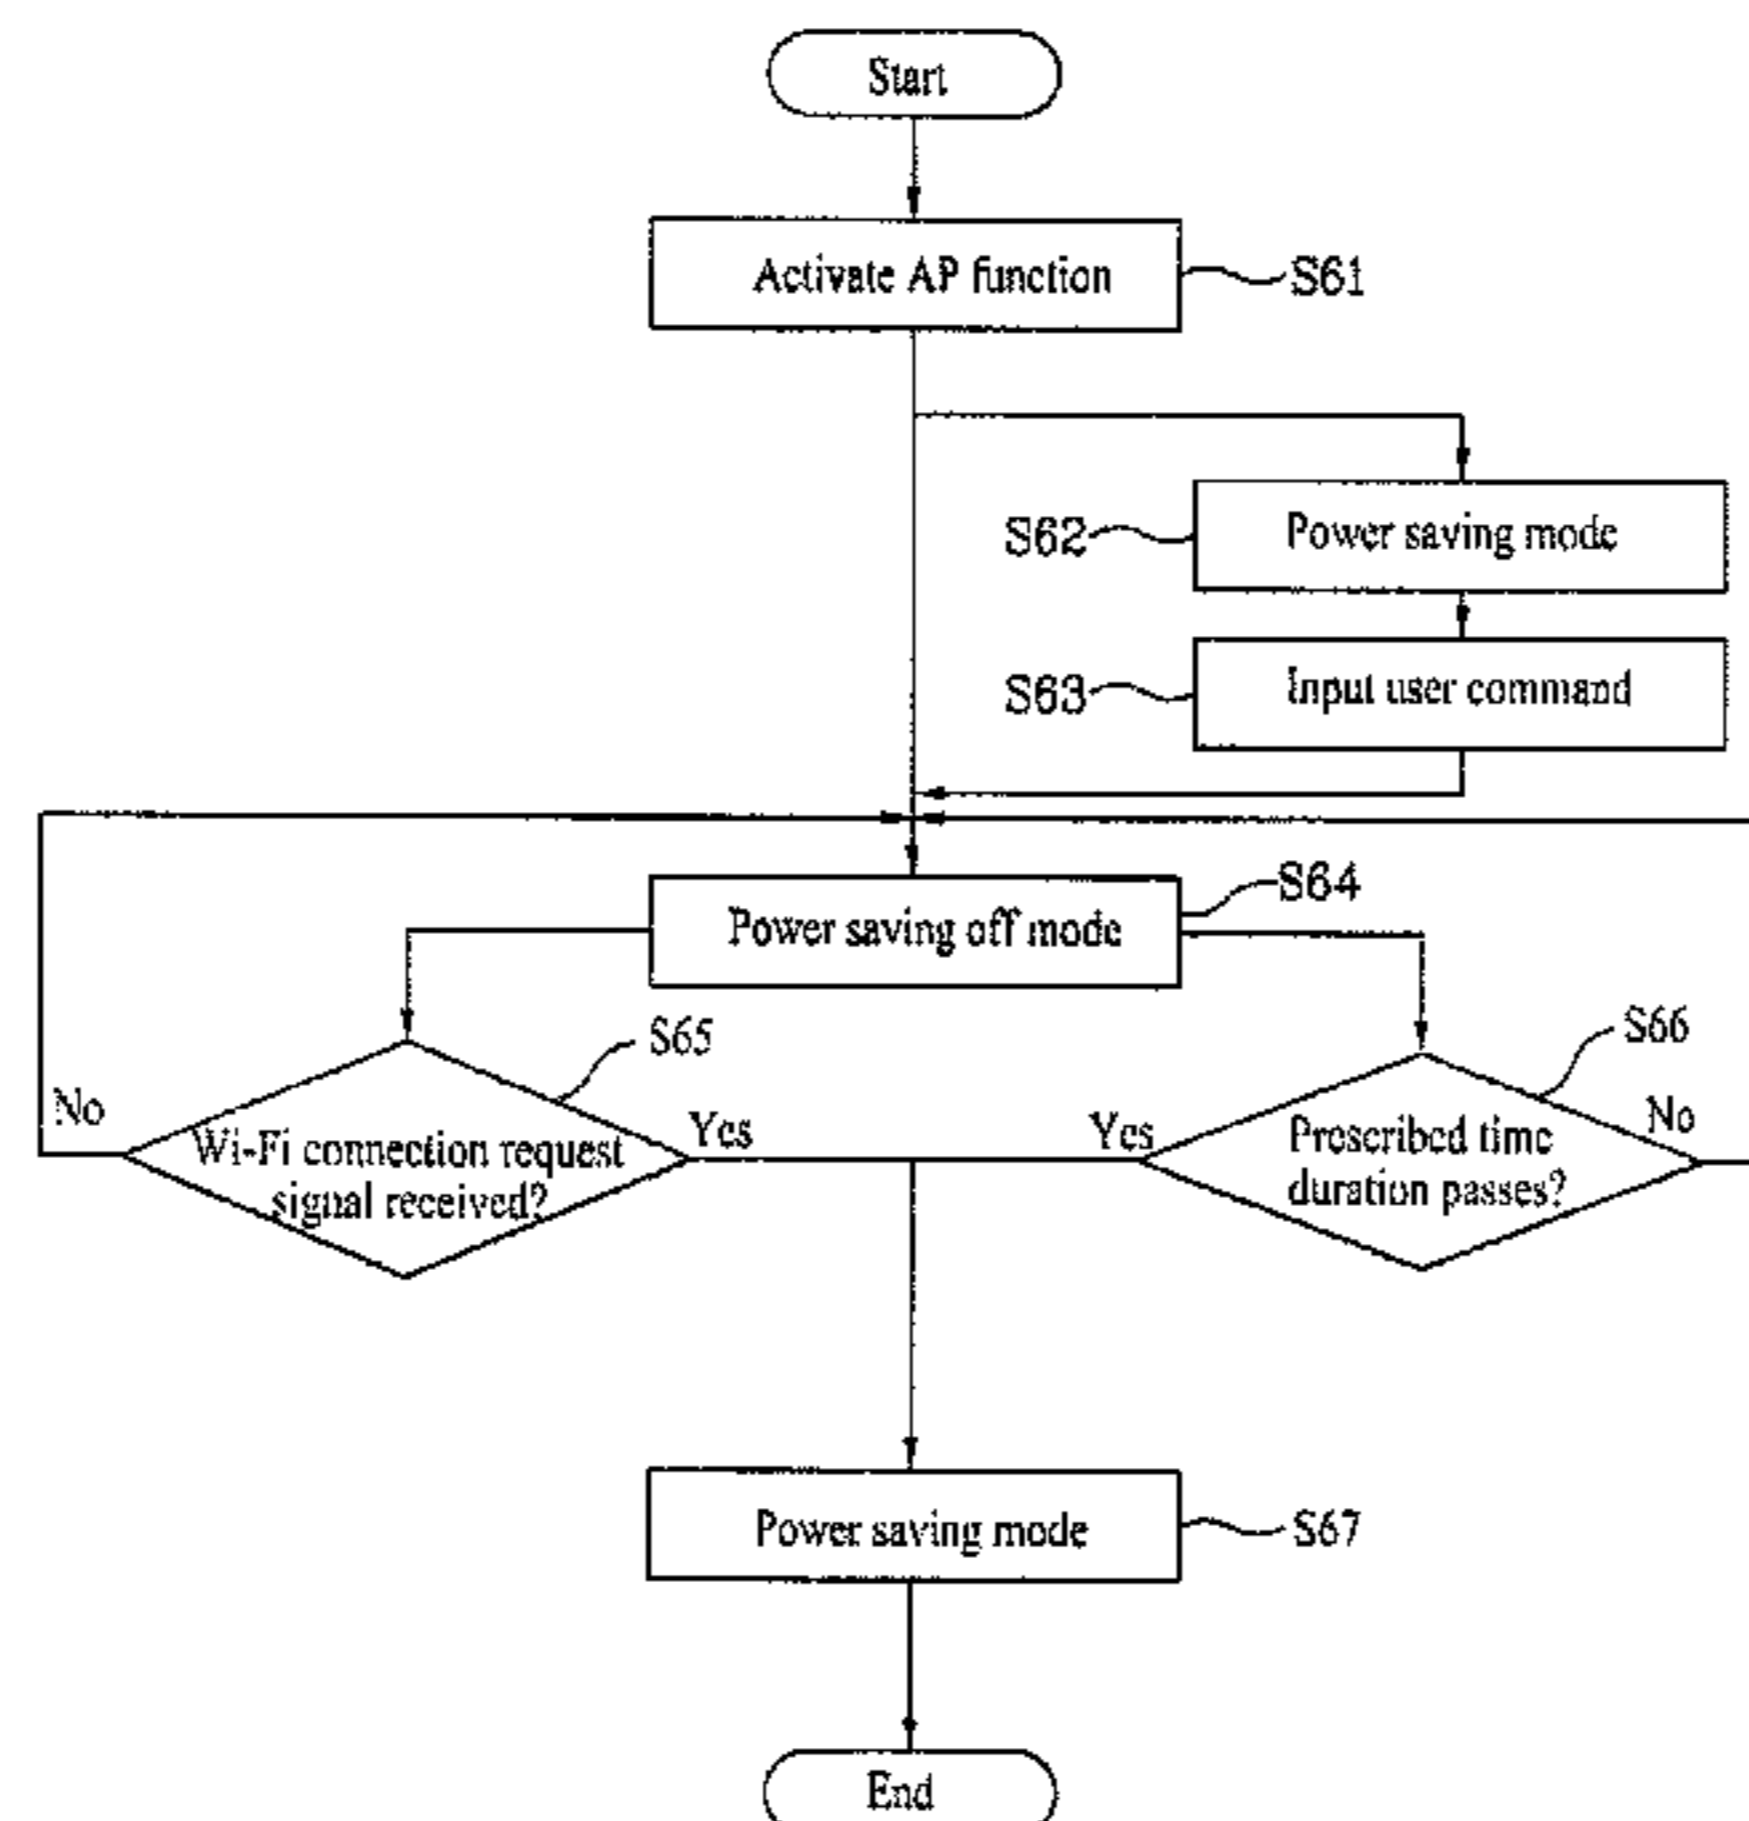 Start
Activate AP function
S61
S62
Power saving mode
S63
Input user command
S64
Power saving off mode
S65
S66
No
Wi-Fi connection request
signal received?
Yes
Yes
Prescribed time
duration passes?
No
Power saving mode
S67
End